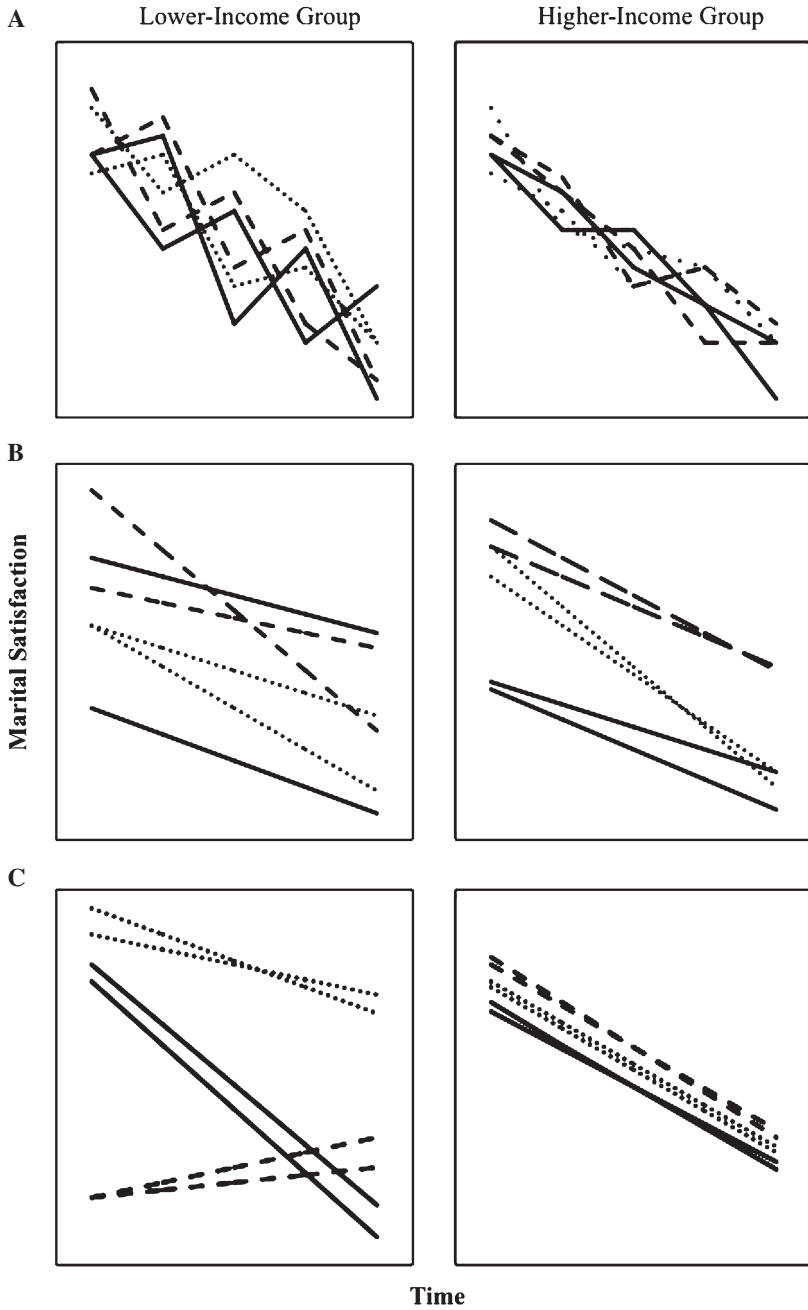 A
Lower-Income Group
Higher-Income Group
B
Marital Satisfaction
C
Time